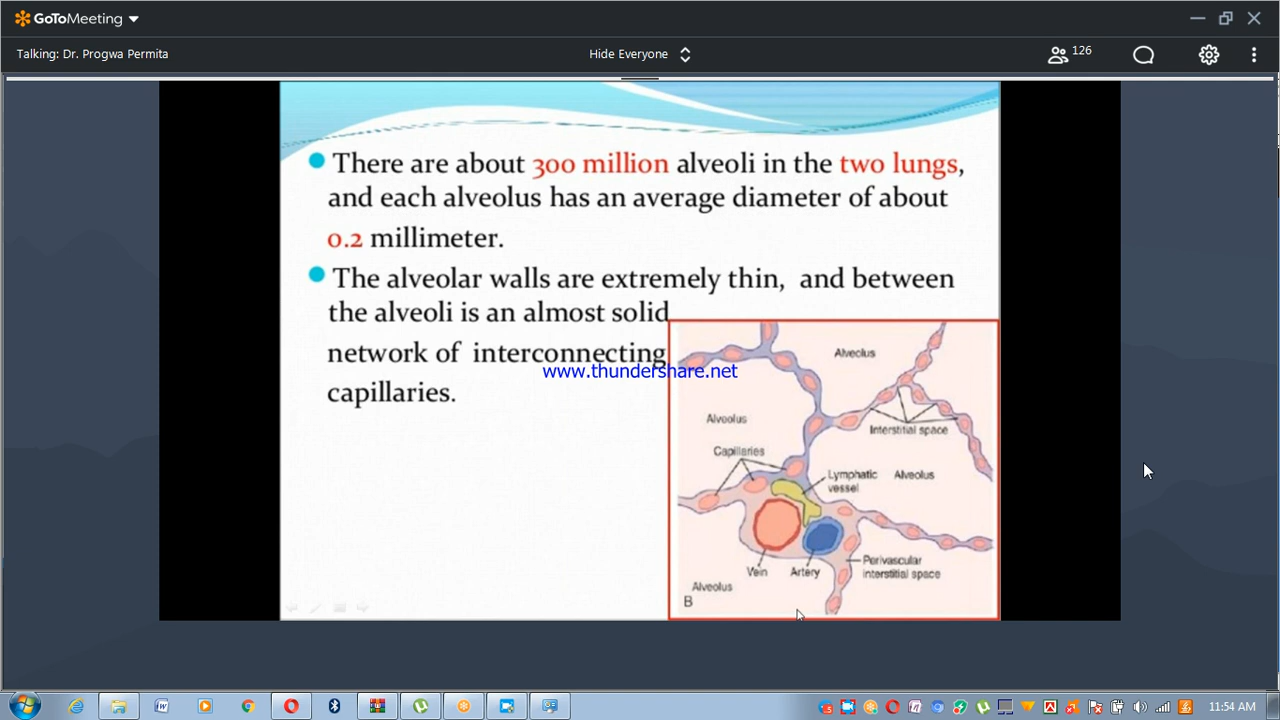 GoToMeeting
Talking: Dr. Progwa Permita
Hide Everyone
126
There are about 300 million alveoli in the two lungs,
and each alveolus has an average diameter of about
0.2 millimeter.
The alveolar walls are extremely thin, and between
the alveoli is an almost solid
network of interconnecting
capillaries.
www.thundershare.net
Alveolus
Alveolus
Interstitial space
Capillaries
Lymphatic
vessel
Alveolus
Vein
Artery
Perivascular
interstitial space
Alveolus
B
11:54 AM